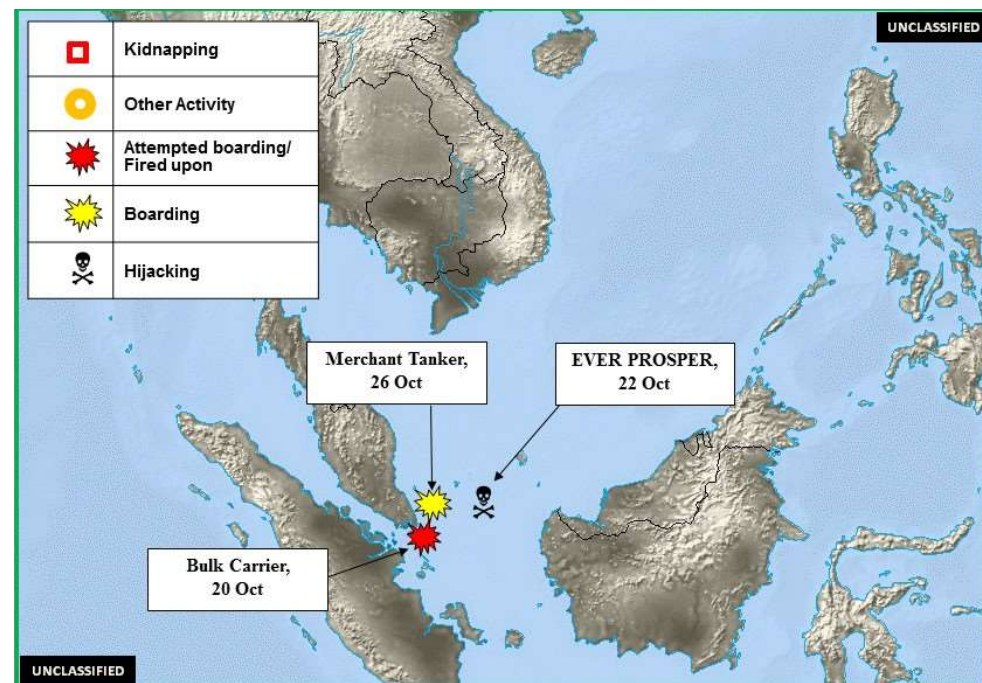 UNCLASSIFIED
Kidnapping
Other Activity
Attempted boarding/
Fired upon
Boarding
Hijacking
Merchant Tanker,
26 Oct
EVER PROSPER,
22 Oct
Bulk Carrier,
20 Oct
UNCLASSIFIED